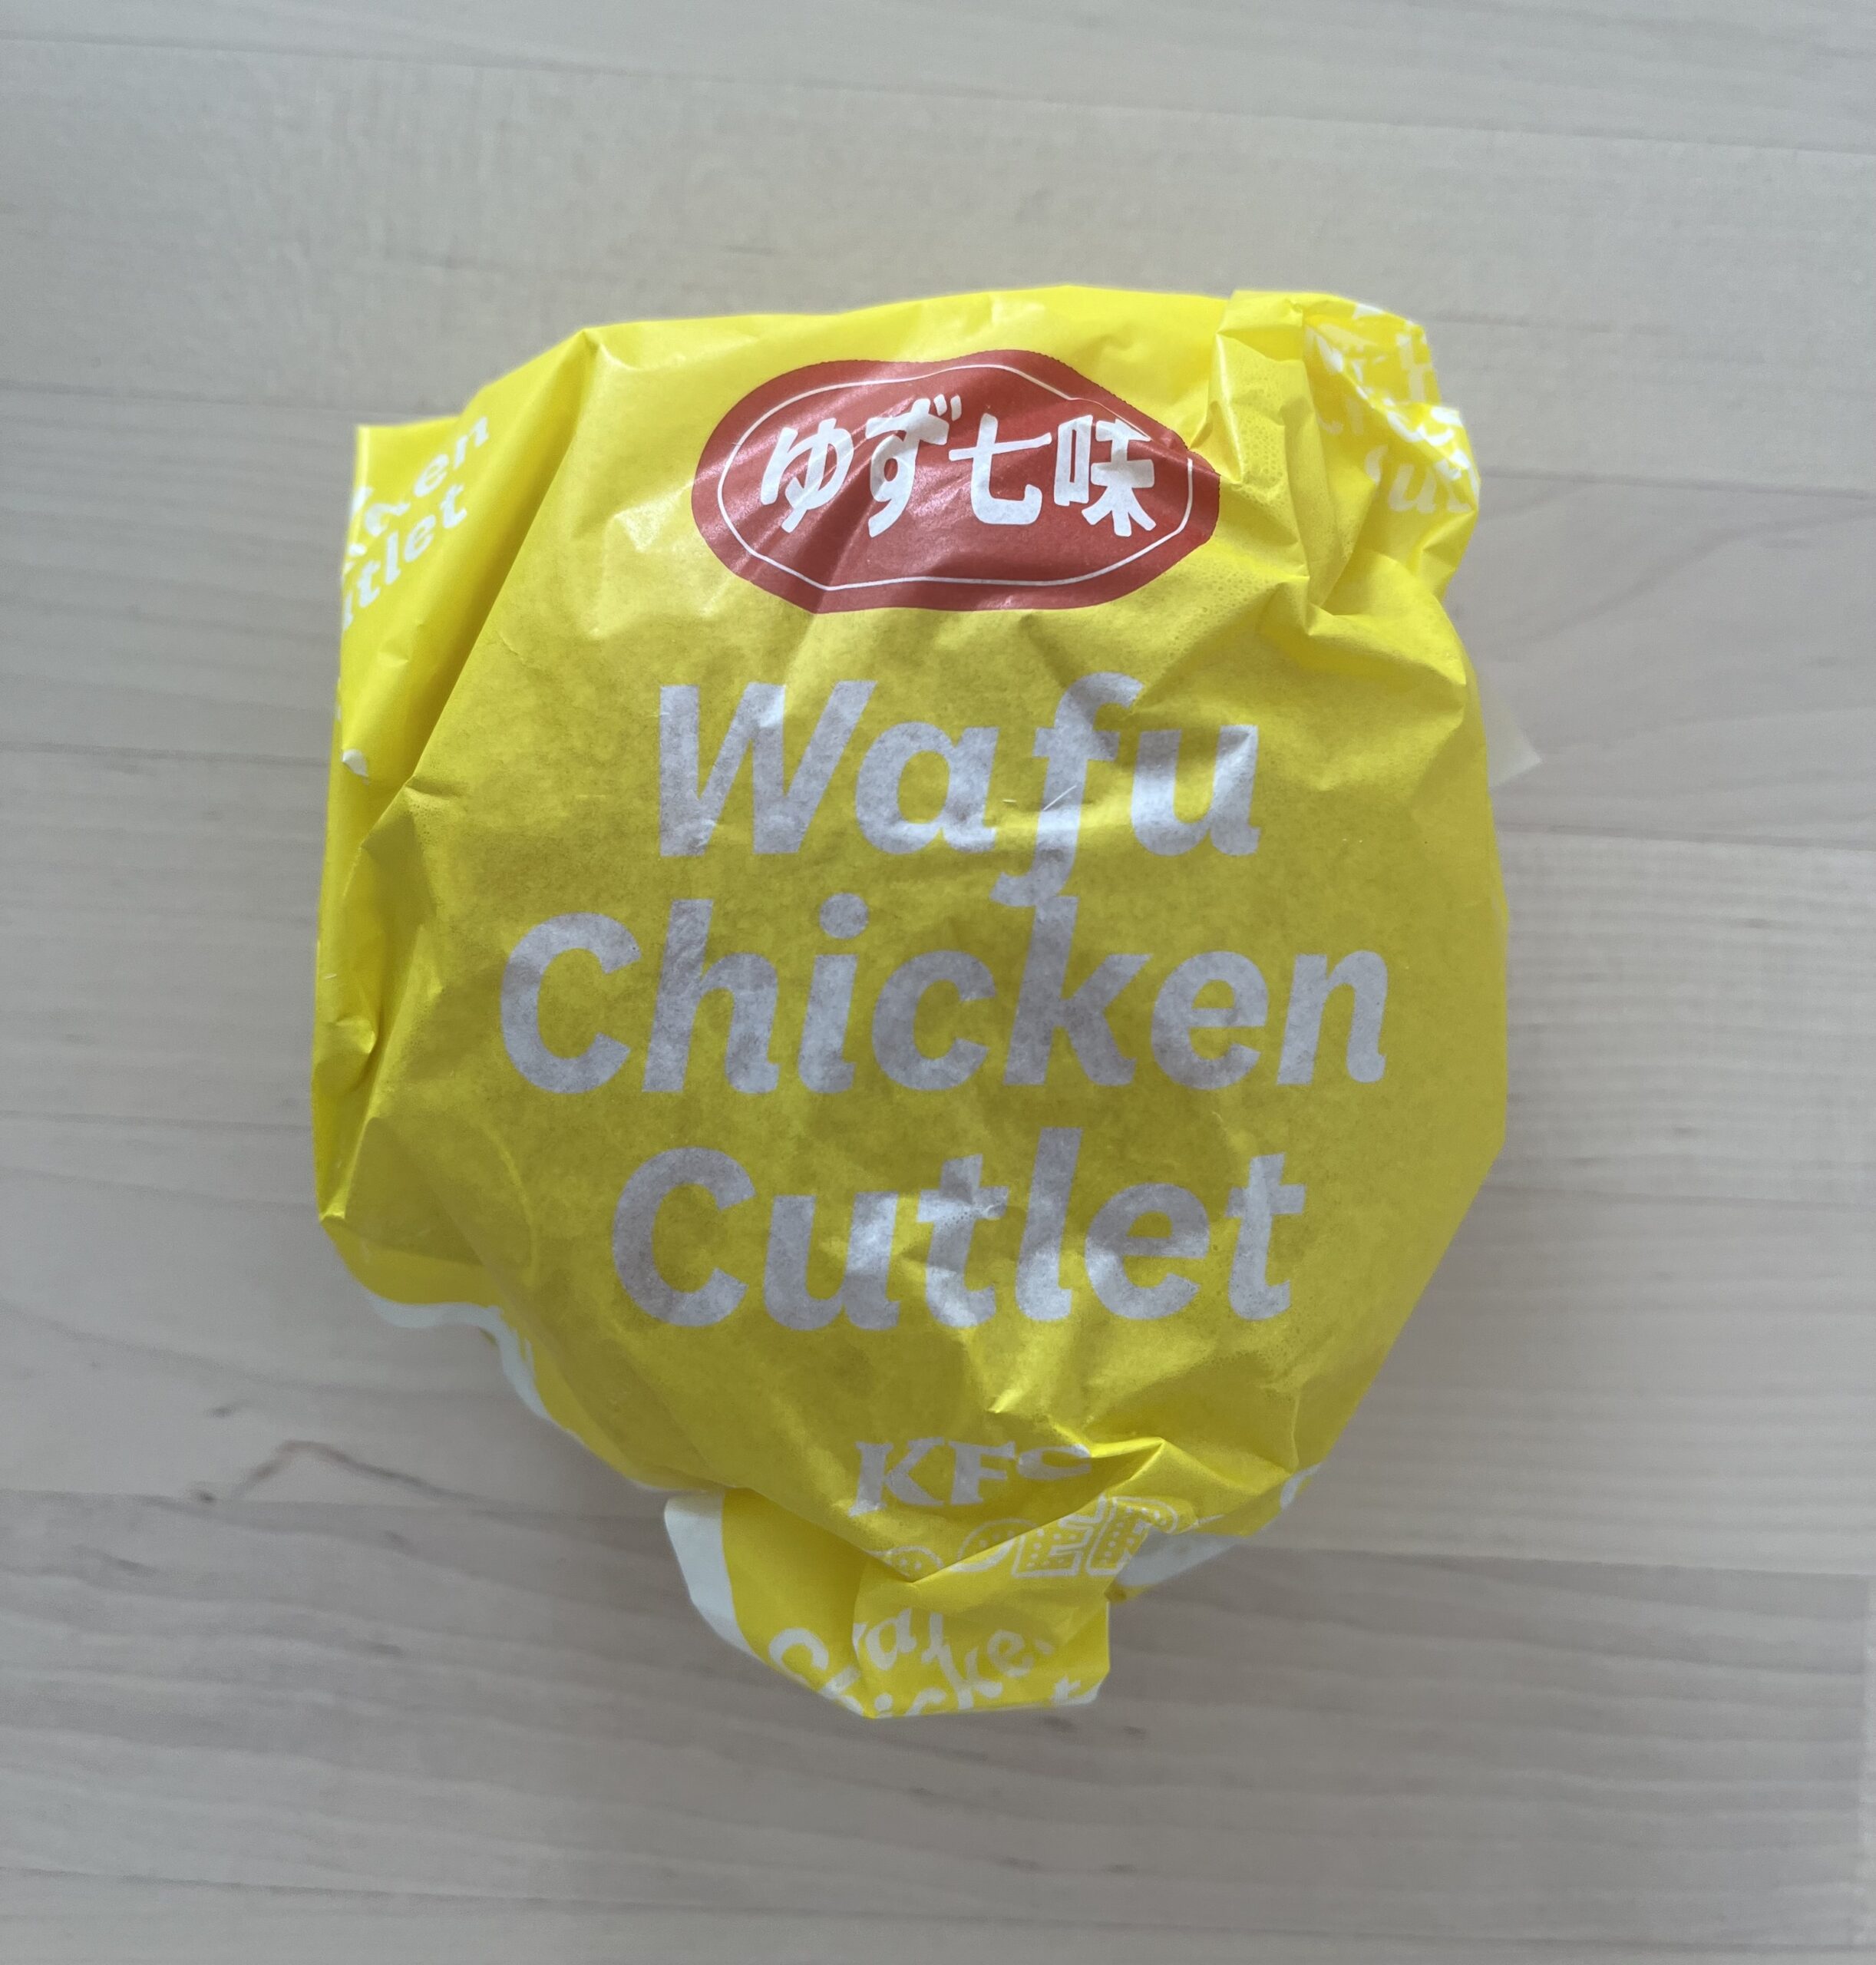 ゆず七味
Wafu
Chicken
Cutlet
KFC